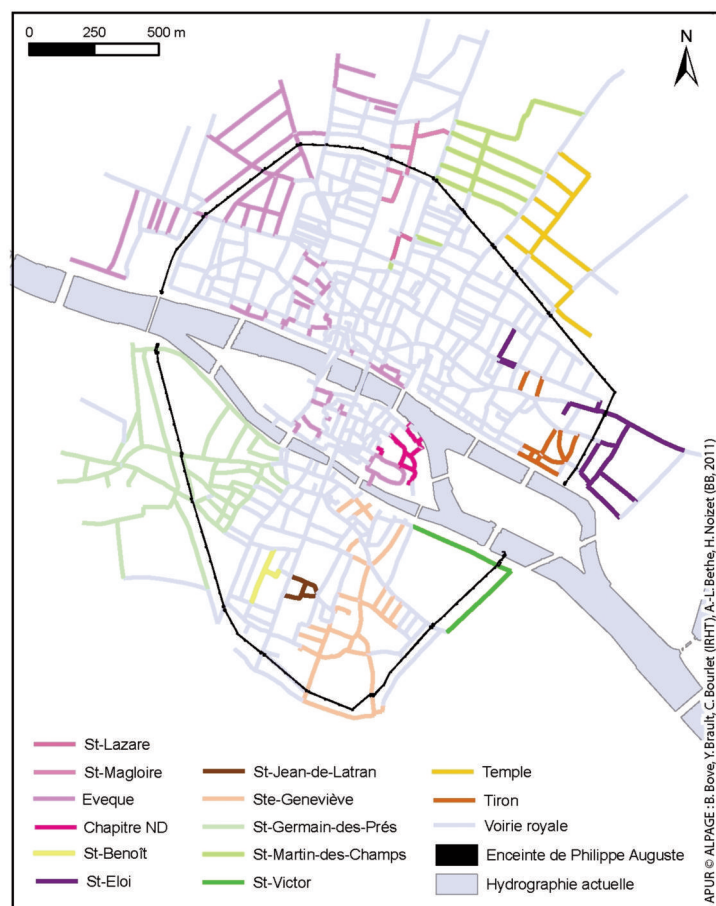 0 250 500 m
N
St-Lazare
St-Magloire
Eveque
Chapitre ND
St-Benoît
St-Eloi
St-Jean-de-Latran
Ste-Geneviève
St-Germain-des-Prés
St-Martin-des-Champs
St-Victor
Temple
Tiron
Voirie royale
Enceinte de Philippe Auguste
Hydrographie actuelle
APUR © ALPAGE : B. Bove, Y. Brault, C. Bourlet (IRHT), A.-L. Bethe, H. Noizet (BB, 2011)